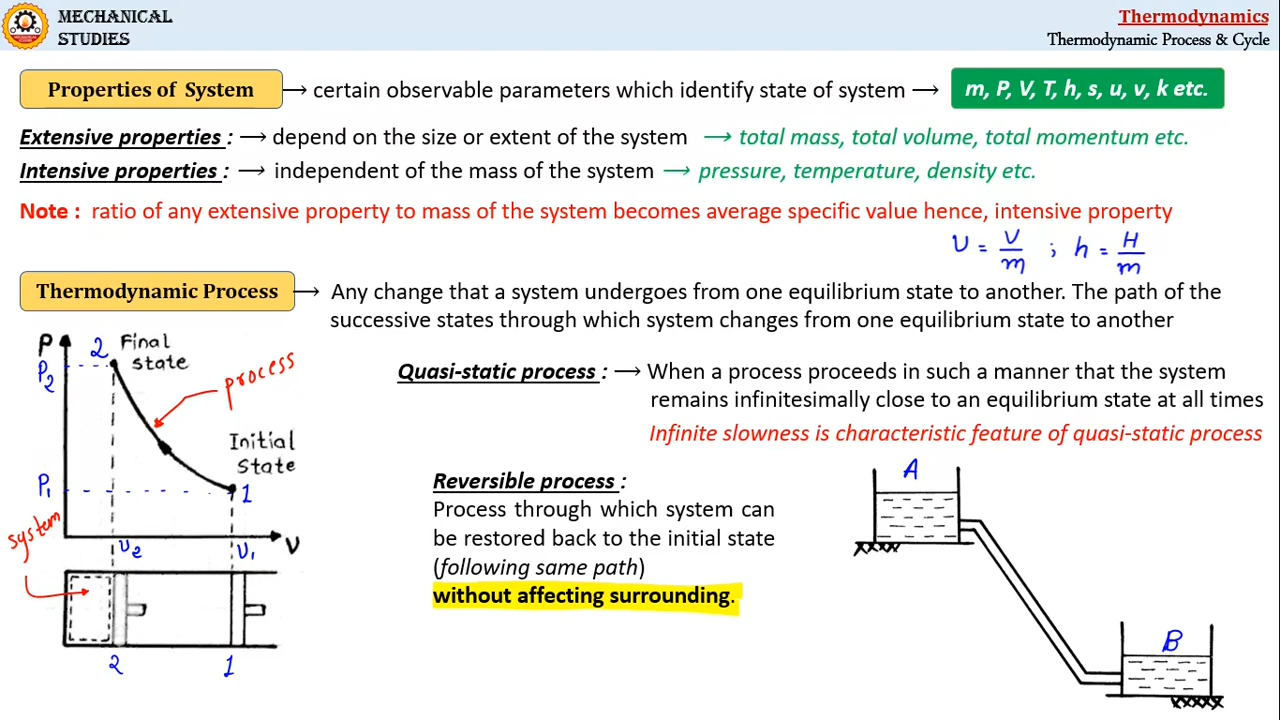 MECHANICAL
STUDIES
Thermodynamics
Thermodynamic Process & Cycle
Properties of System → certain observable parameters which identify state of system → m, P, V, T, h, s, u, v, k etc.
Extensive properties : → depend on the size or extent of the system → total mass, total volume, total momentum etc.
Intensive properties : → independent of the mass of the system → pressure, temperature, density etc.
Note : ratio of any extensive property to mass of the system becomes average specific value hence, intensive property
υ = V/m ; h = H/m
Thermodynamic Process → Any change that a system undergoes from one equilibrium state to another. The path of the
successive states through which system changes from one equilibrium state to another
P
2 Final
state
P2
process
Initial
state
P1
1
system
υ2
υ1
v
2
1
Quasi-static process : → When a process proceeds in such a manner that the system
remains infinitesimally close to an equilibrium state at all times
Infinite slowness is characteristic feature of quasi-static process
Reversible process :
Process through which system can
be restored back to the initial state
(following same path)
without affecting surrounding.
A
B